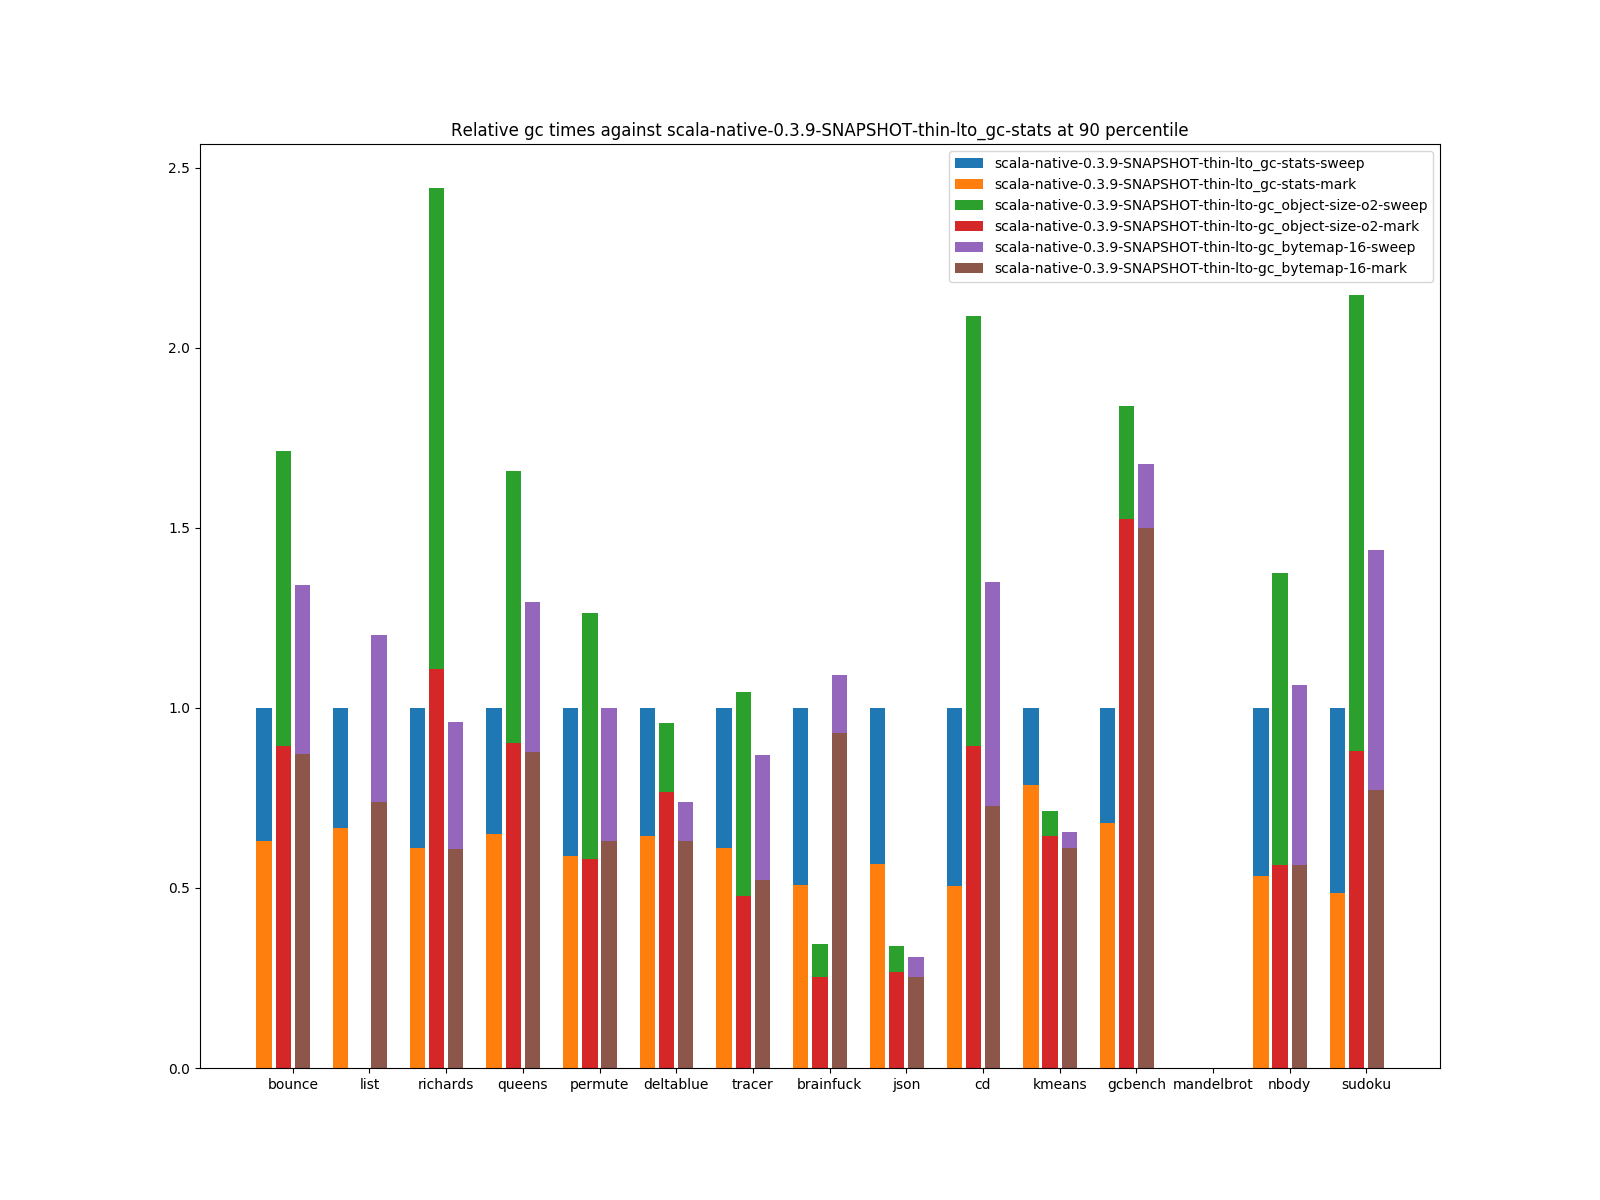 Relative gc times against scala-native-0.3.9-SNAPSHOT-thin-lto_gc-stats at 90 percentile
scala-native-0.3.9-SNAPSHOT-thin-lto_gc-stats-sweep
scala-native-0.3.9-SNAPSHOT-thin-lto_gc-stats-mark
scala-native-0.3.9-SNAPSHOT-thin-lto-gc_object-size-o2-sweep
scala-native-0.3.9-SNAPSHOT-thin-lto-gc_object-size-o2-mark
scala-native-0.3.9-SNAPSHOT-thin-lto-gc_bytemap-16-sweep
scala-native-0.3.9-SNAPSHOT-thin-lto-gc_bytemap-16-mark
2.5
2.0
1.5
1.0
0.5
0.0
bounce list richards queens permute deltablue tracer brainfuck json cd kmeans gcbench mandelbrot nbody sudoku